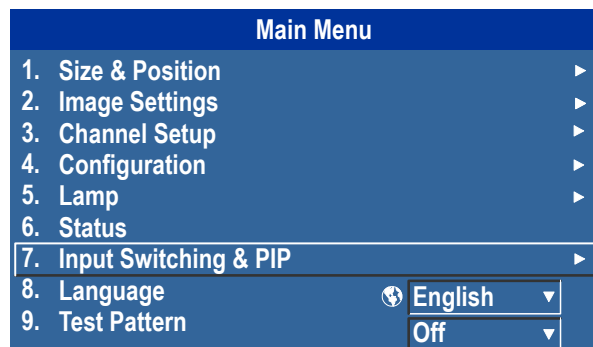 Main Menu
1. Size & Position
2. Image Settings
3. Channel Setup
4. Configuration
5. Lamp
6. Status
7. Input Switching & PIP
8. Language English
9. Test Pattern Off